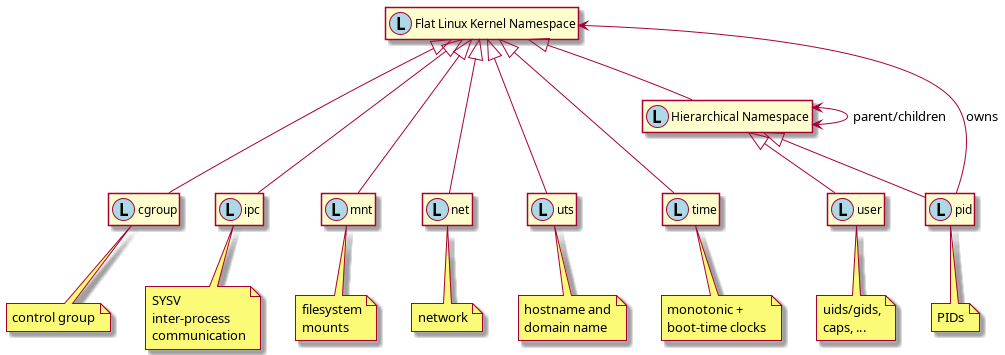 L Flat Linux Kernel Namespace
L Hierarchical Namespace
parent/children
owns
L cgroup
L ipc
L mnt
L net
L uts
L time
L user
L pid
control group
SYSV
inter-process
communication
filesystem
mounts
network
hostname and
domain name
monotonic +
boot-time clocks
uids/gids,
caps, ...
PIDs